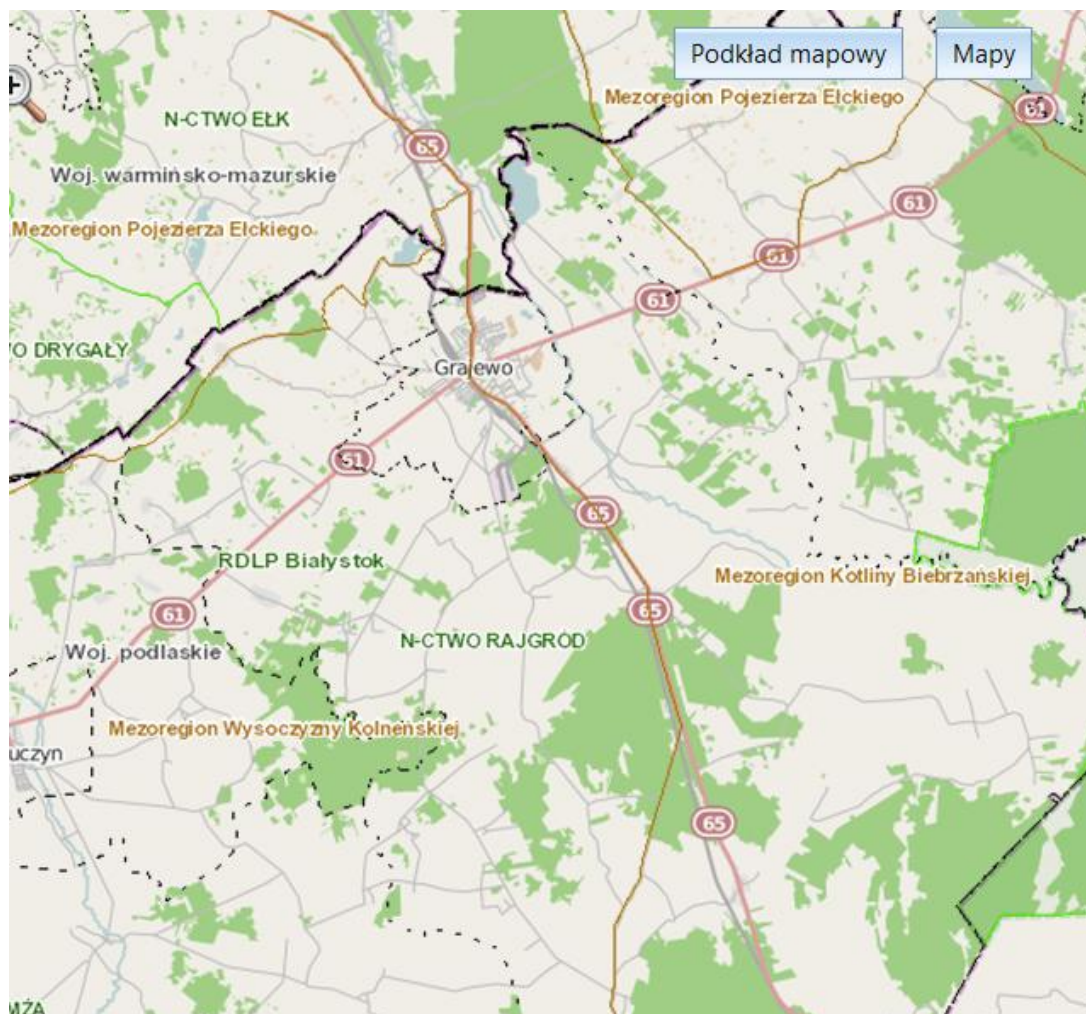 Podkład mapowy
Mapy
Mezoregion Pojezierza Ełckiego
61
N-CTWO EŁK
65
Woj. warmińsko-mazurskie
61
Mezoregion Pojezierza Ełckiego
61
61
WO DRYGAŁY
Grajewo
61
65
RDLP Białystok
Mezoregion Kotliny Biebrzańskiej
61
65
N-CTWO RAJGRÓD
Woj. podlaskie
Mezoregion Wysoczyzny Kolneńskiej
uczyn
65
MŻA